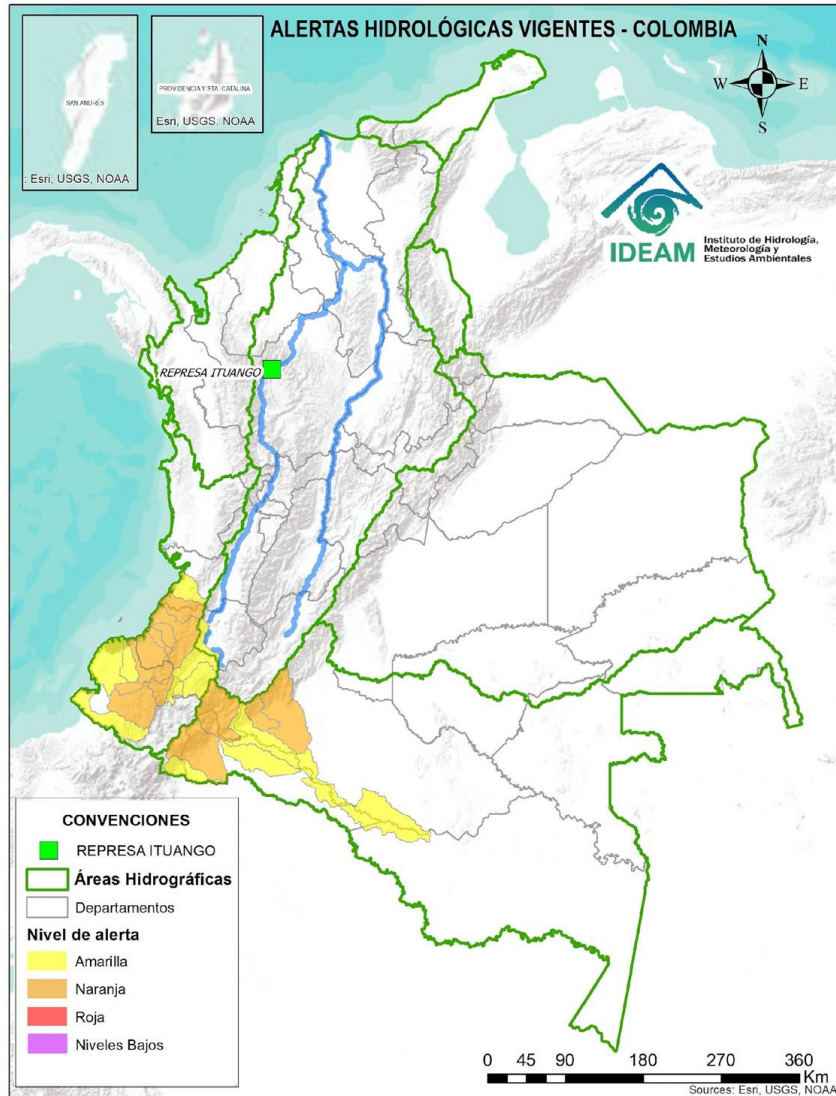 ALERTAS HIDROLÓGICAS VIGENTES - COLOMBIA
SAN ANDRÉS
: Esri, USGS, NOAA
PROVIDENCIA Y STA. CATALINA
Esri, USGS, NOAA
N
W
E
S
IDEAM
Instituto de Hidrología,
Meteorología y
Estudios Ambientales
REPRESA ITUANGO
CONVENCIONES
REPRESA ITUANGO
Áreas Hidrográficas
Departamentos
Nivel de alerta
Amarilla
Naranja
Roja
Niveles Bajos
0 45 90 180 270 360
Km
Sources: Esri, USGS, NOAA